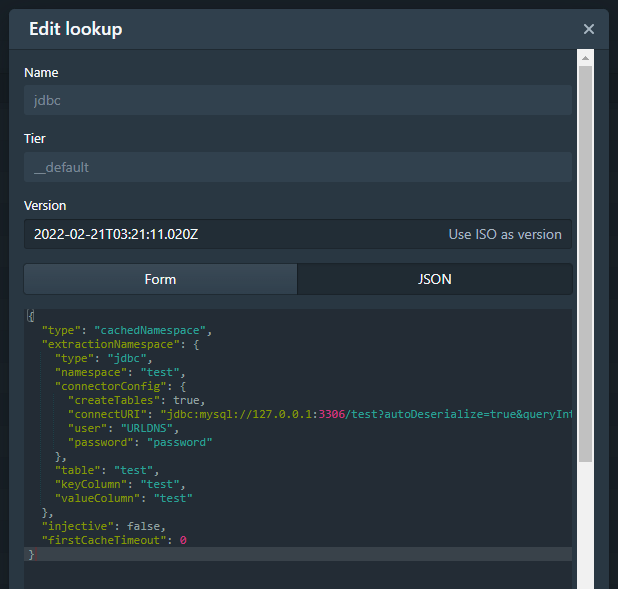 Edit lookup
Name
jdbc
Tier
__default
Version
2022-02-21T03:21:11.020Z Use ISO as version
Form JSON
{
"type": "cachedNamespace",
"extractionNamespace": {
"type": "jdbc",
"namespace": "test",
"connectorConfig": {
"createTables": true,
"connectURI": "jdbc:mysql://127.0.0.1:3306/test?autoDeserialize=true&queryInt
"user": "URLDNS",
"password": "password"
},
"table": "test",
"keyColumn": "test",
"valueColumn": "test"
},
"injective": false,
"firstCacheTimeout": 0
}